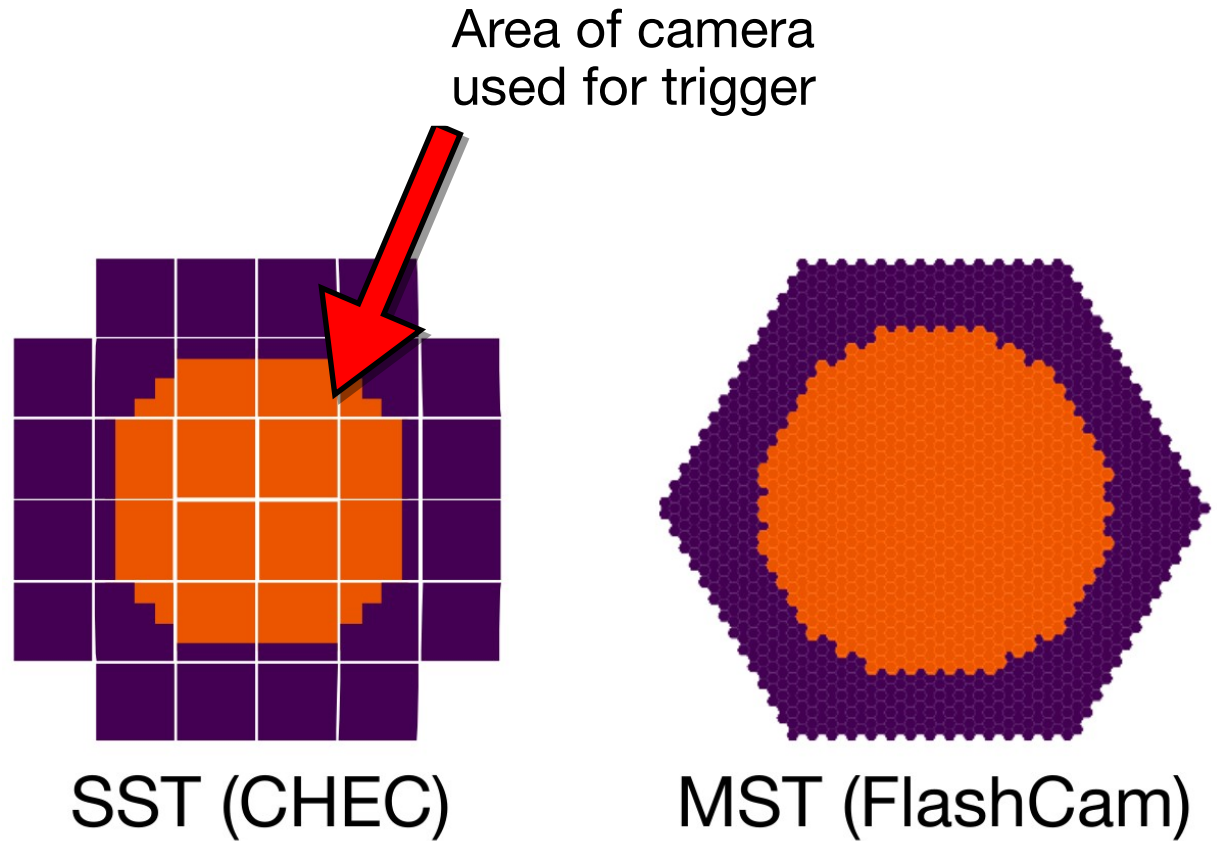 Area of camera
used for trigger
SST (CHEC)
MST (FlashCam)